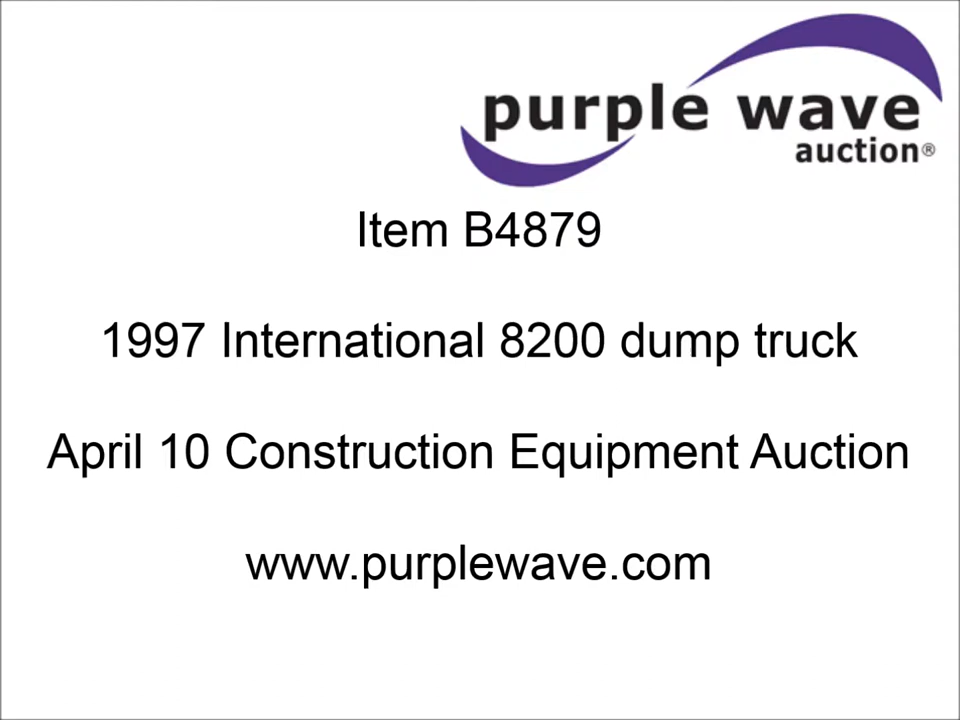 purple wave
auction®
Item B4879
1997 International 8200 dump truck
April 10 Construction Equipment Auction
www.purplewave.com